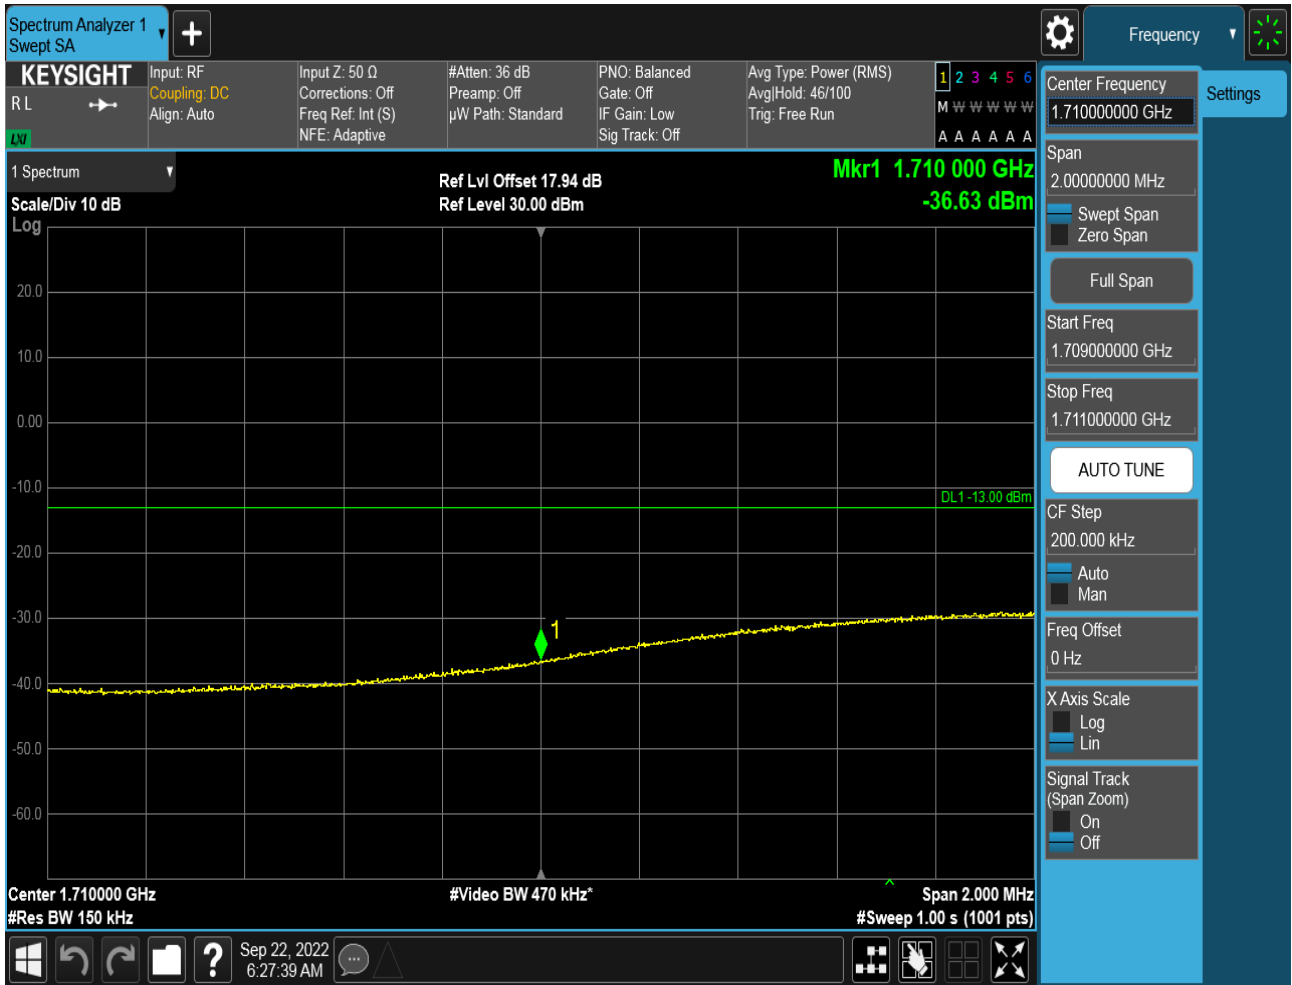 Spectrum Analyzer 1
Swept SA
Frequency
KEYSIGHT
R L
LXI
Input: RF
Coupling: DC
Align: Auto
Input Z: 50 Ω
Corrections: Off
Freq Ref: Int (S)
NFE: Adaptive
#Atten: 36 dB
Preamp: Off
µW Path: Standard
PNO: Balanced
Gate: Off
IF Gain: Low
Sig Track: Off
Avg Type: Power (RMS)
Avg|Hold: 46/100
Trig: Free Run
1 2 3 4 5 6
M W W W W W
A A A A A A
1 Spectrum
Scale/Div 10 dB
Log
Ref Lvl Offset 17.94 dB
Ref Level 30.00 dBm
Mkr1 1.710 000 GHz
-36.63 dBm
20.0
10.0
0.00
-10.0
DL1 -13.00 dBm
-20.0
-30.0
1
-40.0
-50.0
-60.0
Center 1.710000 GHz
#Res BW 150 kHz
#Video BW 470 kHz*
Span 2.000 MHz
#Sweep 1.00 s (1001 pts)
?
Sep 22, 2022
6:27:39 AM
Center Frequency
1.710000000 GHz
Settings
Span
2.00000000 MHz
Swept Span
Zero Span
Full Span
Start Freq
1.709000000 GHz
Stop Freq
1.711000000 GHz
AUTO TUNE
CF Step
200.000 kHz
Auto
Man
Freq Offset
0 Hz
X Axis Scale
Log
Lin
Signal Track
(Span Zoom)
On
Off